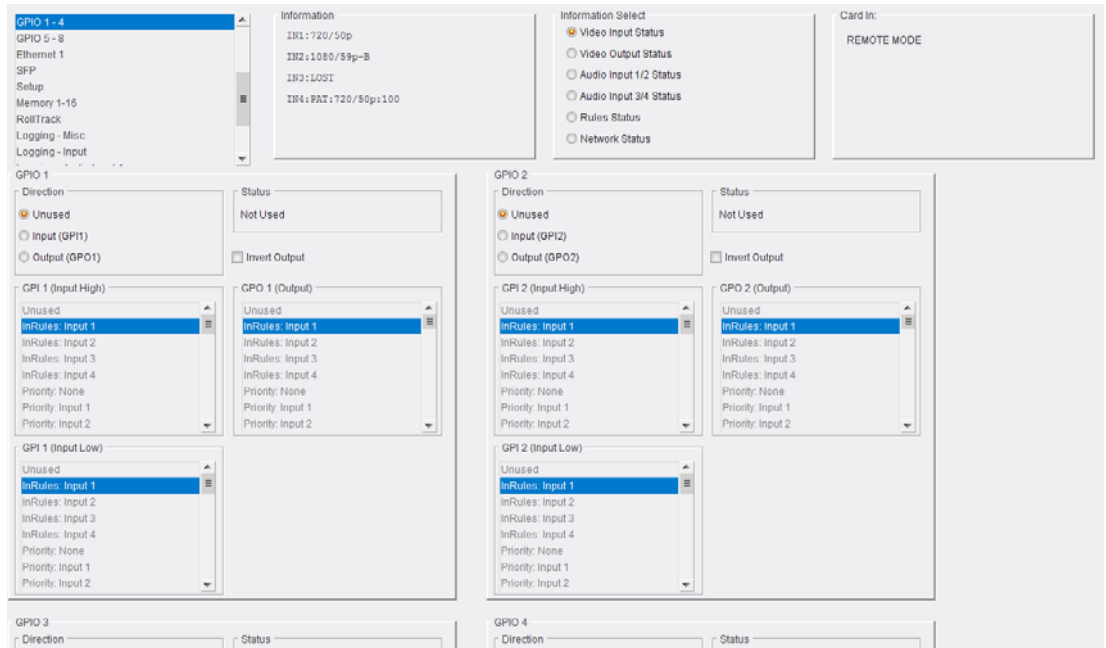 GPIO 1 - 4
GPIO 5 - 8
Ethernet 1
SFP
Setup
Memory 1-16
RollTrack
Logging - Misc
Logging - Input
Information
IN1:720/50p
IN2:1080/59p-B
IN3:LOST
IN4:PAT:720/50p:100
Information Select
Video Input Status
Video Output Status
Audio Input 1/2 Status
Audio Input 3/4 Status
Rules Status
Network Status
Card In:
REMOTE MODE
GPIO 1
Direction
Unused
Input (GPI1)
Output (GPO1)
Status
Not Used
Invert Output
GPI 1 (Input High)
Unused
InRules: Input 1
InRules: Input 2
InRules: Input 3
InRules: Input 4
Priority: None
Priority: Input 1
Priority: Input 2
GPO 1 (Output)
Unused
InRules: Input 1
InRules: Input 2
InRules: Input 3
InRules: Input 4
Priority: None
Priority: Input 1
Priority: Input 2
GPI 1 (Input Low)
Unused
InRules: Input 1
InRules: Input 2
InRules: Input 3
InRules: Input 4
Priority: None
Priority: Input 1
Priority: Input 2
GPIO 2
Direction
Unused
Input (GPI2)
Output (GPO2)
Status
Not Used
Invert Output
GPI 2 (Input High)
Unused
InRules: Input 1
InRules: Input 2
InRules: Input 3
InRules: Input 4
Priority: None
Priority: Input 1
Priority: Input 2
GPO 2 (Output)
Unused
InRules: Input 1
InRules: Input 2
InRules: Input 3
InRules: Input 4
Priority: None
Priority: Input 1
Priority: Input 2
GPI 2 (Input Low)
Unused
InRules: Input 1
InRules: Input 2
InRules: Input 3
InRules: Input 4
Priority: None
Priority: Input 1
Priority: Input 2
GPIO 3
Direction
Status
GPIO 4
Direction
Status